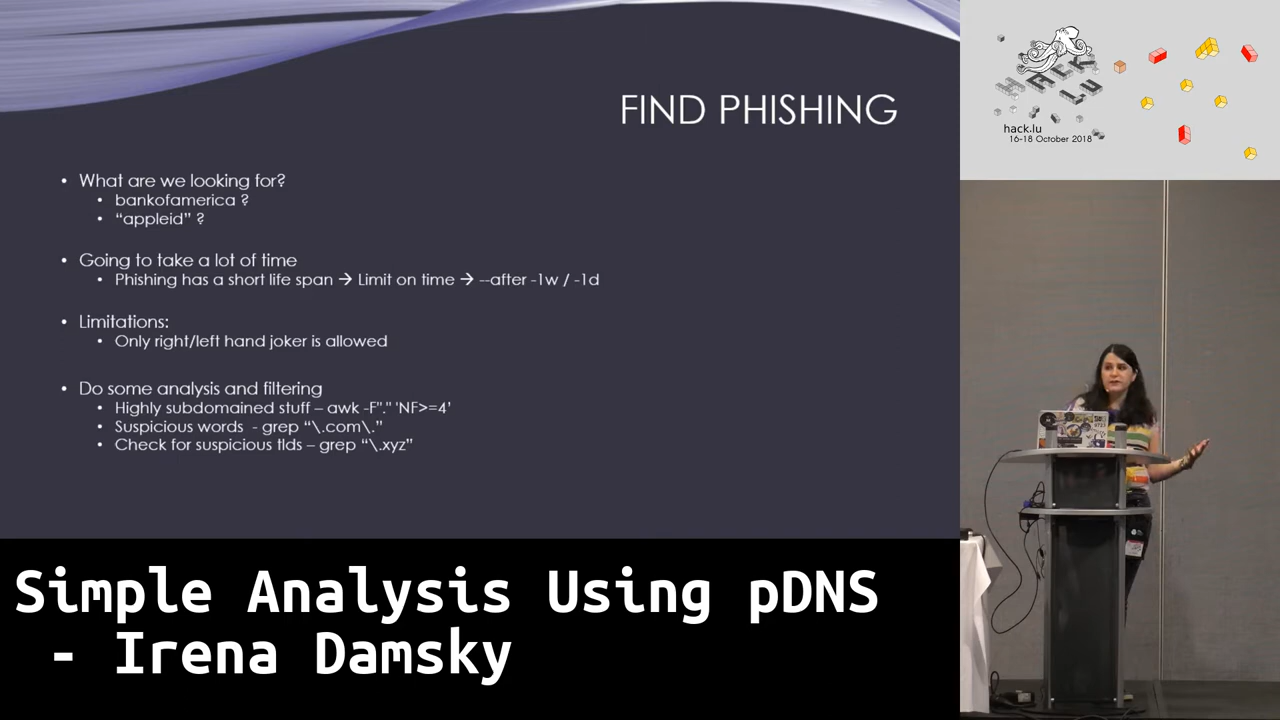 FIND PHISHING
• What are we looking for?
• bankofamerica ?
• “appleid” ?
• Going to take a lot of time
• Phishing has a short life span → Limit on time → --after -1w / -1d
• Limitations:
• Only right/left hand joker is allowed
• Do some analysis and filtering
• Highly subdomained stuff – awk -F"." 'NF>=4’
• Suspicious words - grep “\.com\.”
• Check for suspicious tlds – grep “\.xyz”
HACK
LU
hack.lu
16-18 October 2018
Simple Analysis Using pDNS
- Irena Damsky